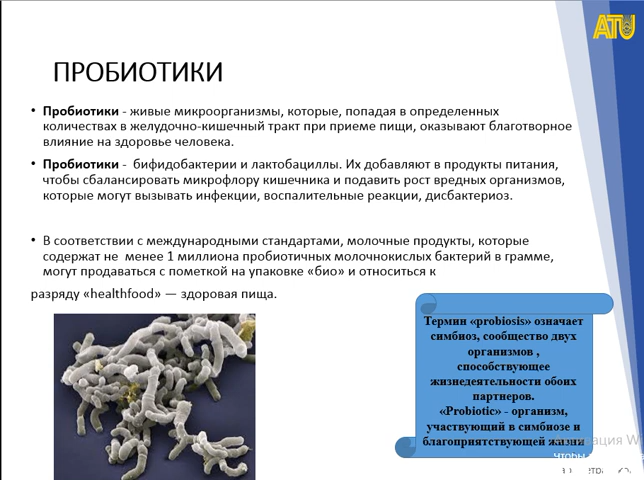 ATU
ПРОБИОТИКИ
• Пробиотики - живые микроорганизмы, которые, попадая в определенных
количествах в желудочно-кишечный тракт при приеме пищи, оказывают благотворное
влияние на здоровье человека.
• Пробиотики - бифидобактерии и лактобациллы. Их добавляют в продукты питания,
чтобы сбалансировать микрофлору кишечника и подавить рост вредных организмов,
которые могут вызывать инфекции, воспалительные реакции, дисбактериоз.
• В соответствии с международными стандартами, молочные продукты, которые
содержат не менее 1 миллиона пробиотичных молочнокислых бактерий в грамме,
могут продаваться с пометкой на упаковке «био» и относиться к
разряду «healthfood» — здоровая пища.
Термин «probiosis» означает
симбиоз, сообщество двух
организмов ,
способствующее
жизнедеятельности обоих
партнеров.
«Probiotic» - организм,
участвующий в симбиозе и
благоприятствующей жизни